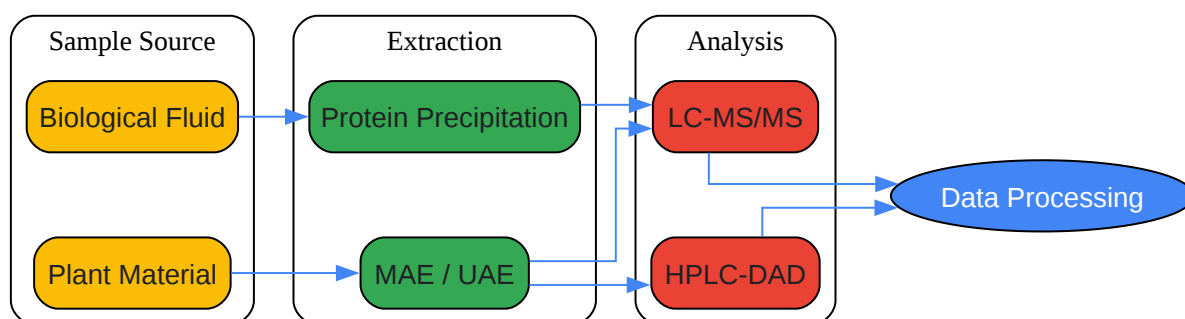 Sample Source
Extraction
Analysis
Biological Fluid
Protein Precipitation
LC-MS/MS
Data Processing
Plant Material
MAE / UAE
HPLC-DAD